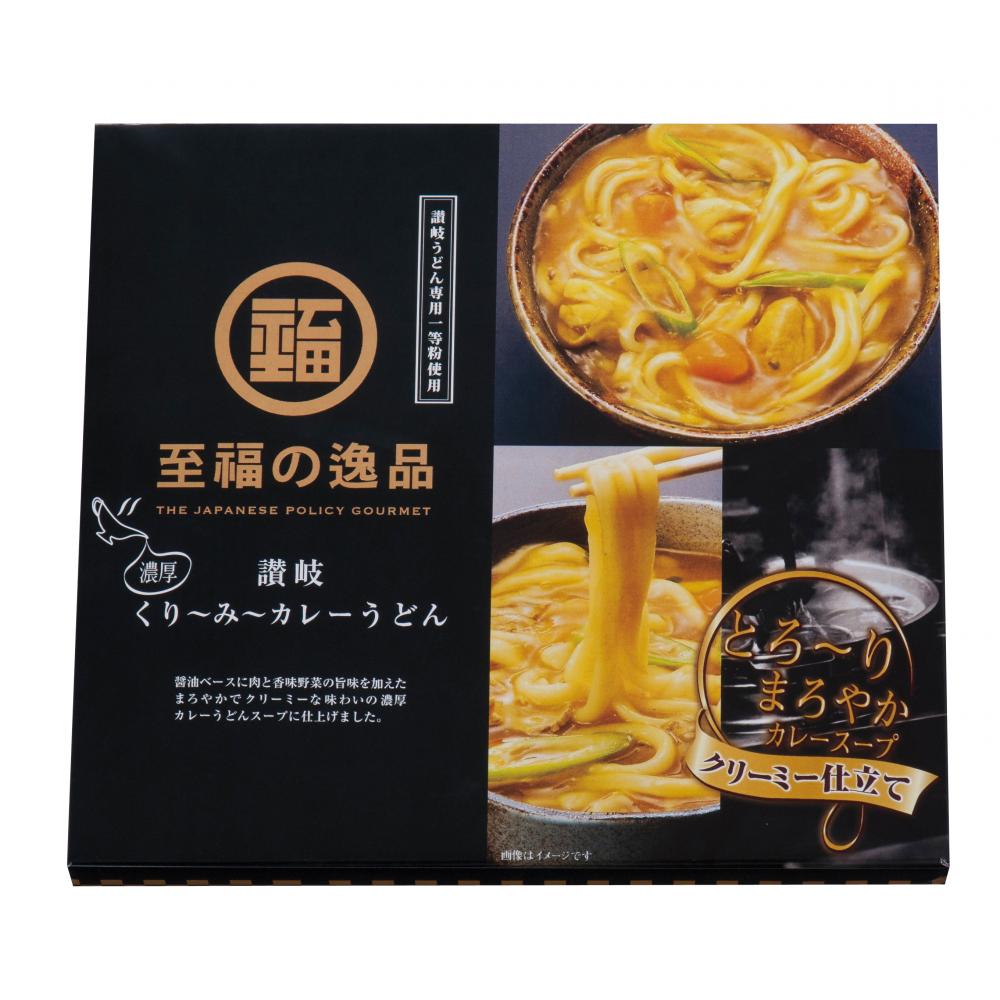 讃岐うどん専用一等粉使用
至福
至福の逸品
THE JAPANESE POLICY GOURMET
濃厚
讃岐
くり〜み〜カレーうどん
醤油ベースに肉と香味野菜の旨味を加えた
まろやかでクリーミーな味わいの濃厚
カレーうどんスープに仕上げました。
とろ〜り
まろやか
カレースープ
クリーミー仕立て
画像はイメージです